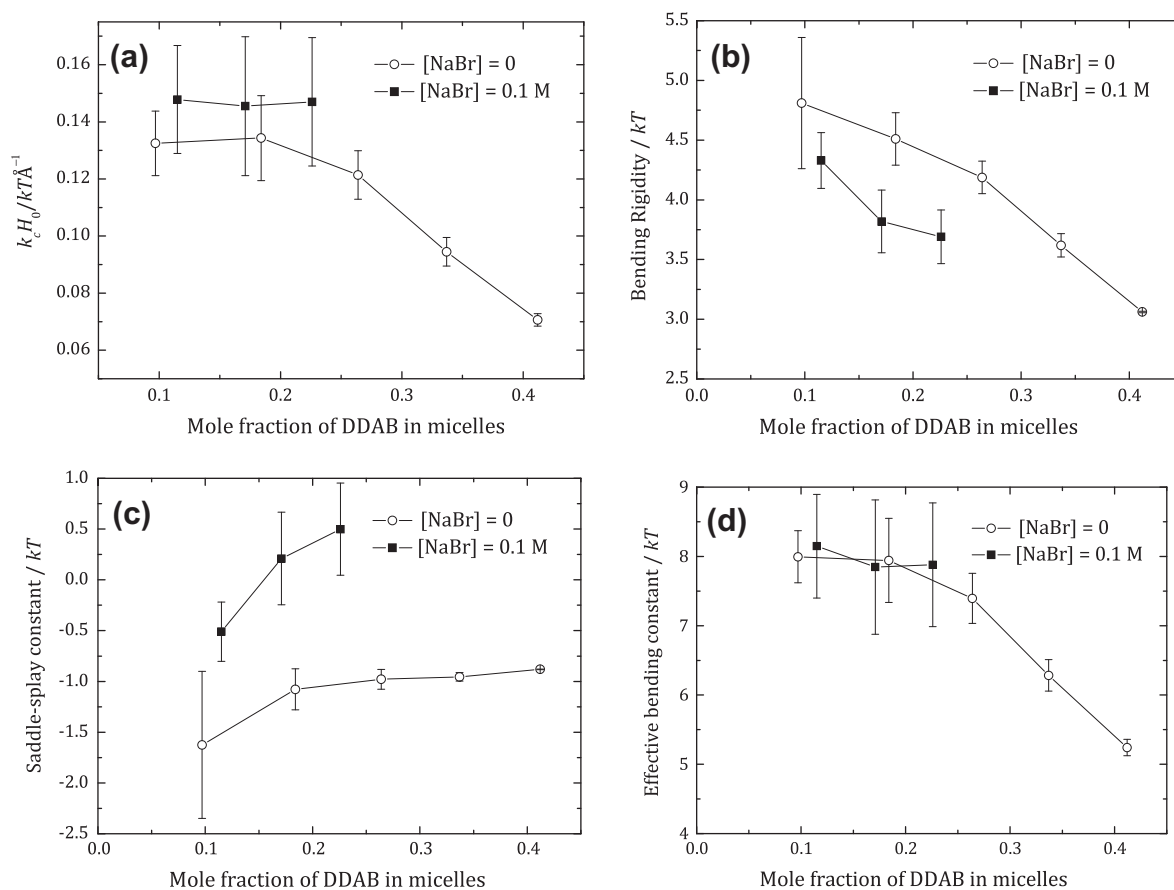 (a)
[NaBr] = 0
[NaBr] = 0.1 M
0.16
0.14
0.12
0.10
0.08
0.06
k_cH_0/kTÅ⁻¹
0.1
0.2
0.3
0.4
Mole fraction of DDAB in micelles
(b)
[NaBr] = 0
[NaBr] = 0.1 M
5.5
5.0
4.5
4.0
3.5
3.0
2.5
Bending Rigidity / kT
0.0
0.1
0.2
0.3
0.4
Mole fraction of DDAB in micelles
(c)
[NaBr] = 0
[NaBr] = 0.1 M
1.0
0.5
0.0
-0.5
-1.0
-1.5
-2.0
-2.5
Saddle-splay constant / kT
0.0
0.1
0.2
0.3
0.4
Mole fraction of DDAB in micelles
(d)
[NaBr] = 0
[NaBr] = 0.1 M
9
8
7
6
5
4
Effective bending constant / kT
0.0
0.1
0.2
0.3
0.4
Mole fraction of DDAB in micelles